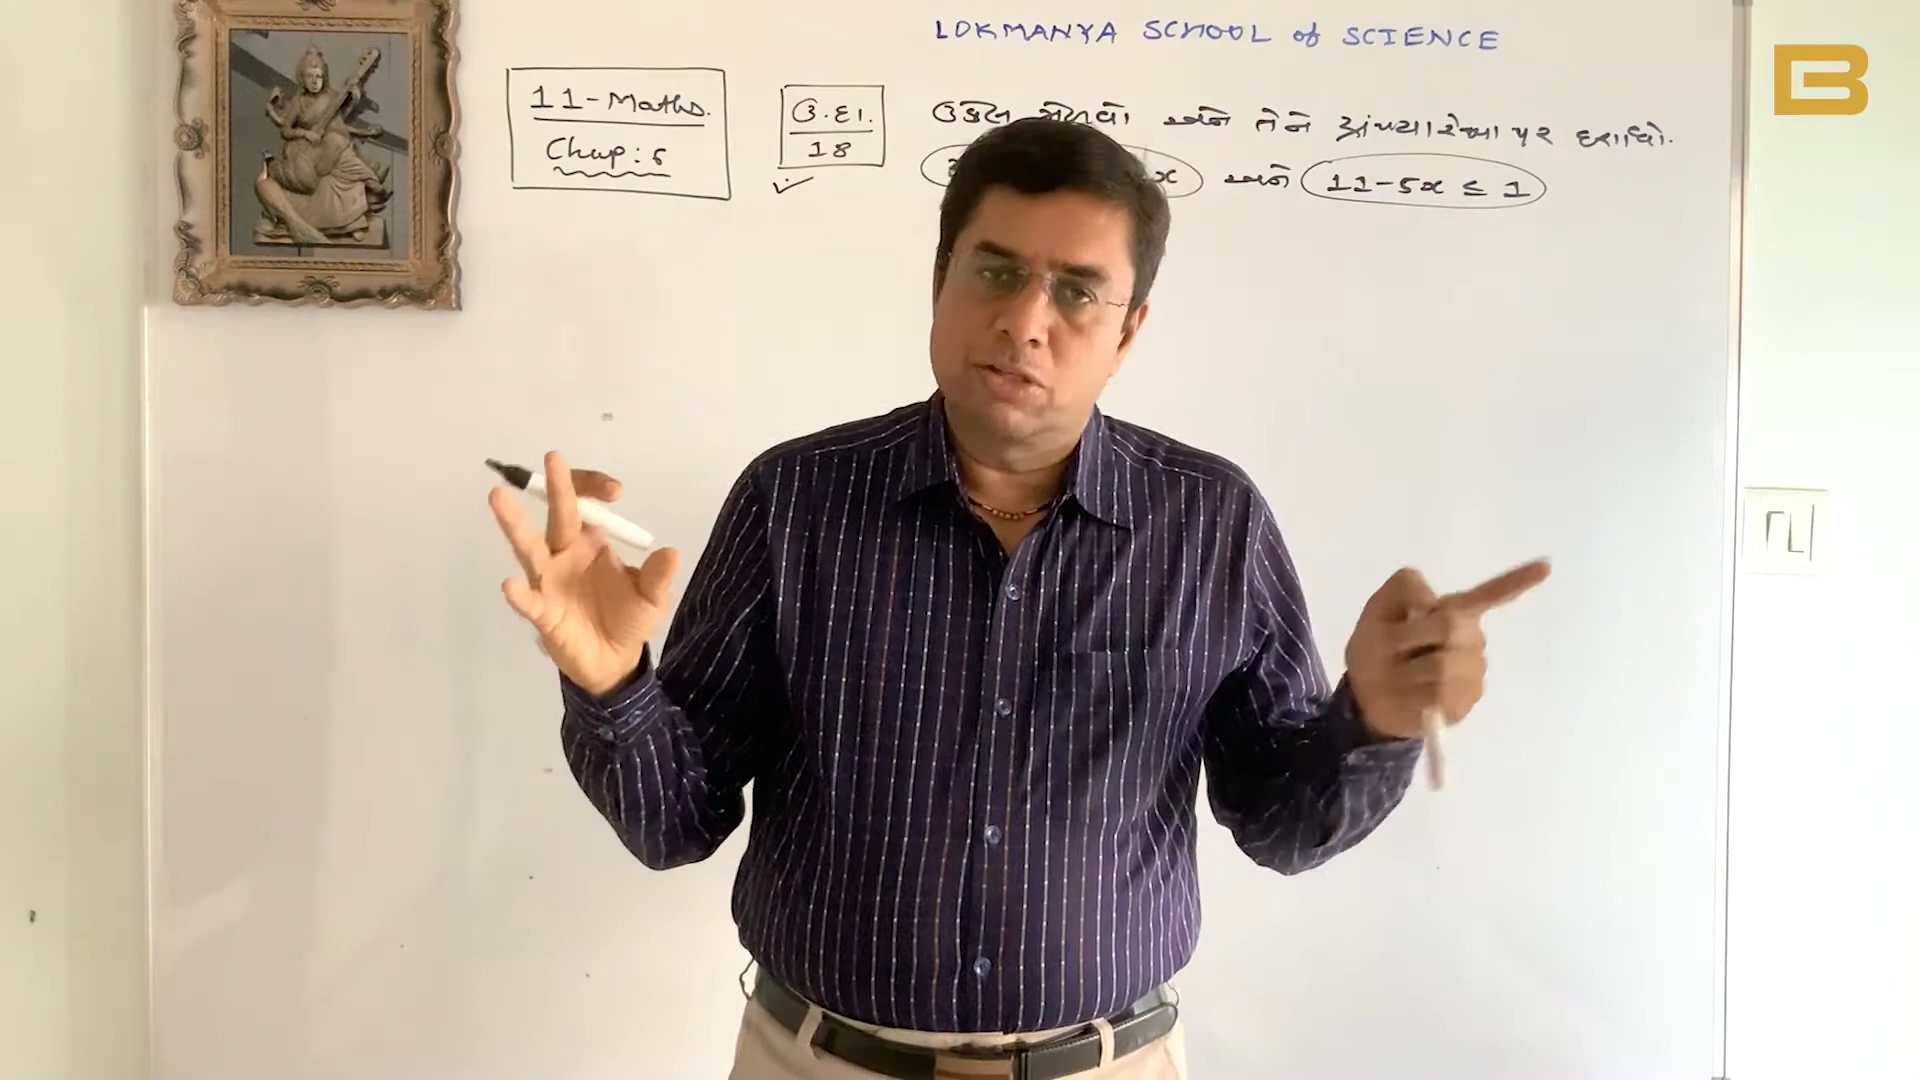 LOKMANYA SCHOOL of SCIENCE
11-Maths.
Chap: 6
ઉ.દા.
18
ઉકેલ મેળવો અને તેને સંખ્યારેખા પર દર્શાવો.
x અને 11-5x ≤ 1